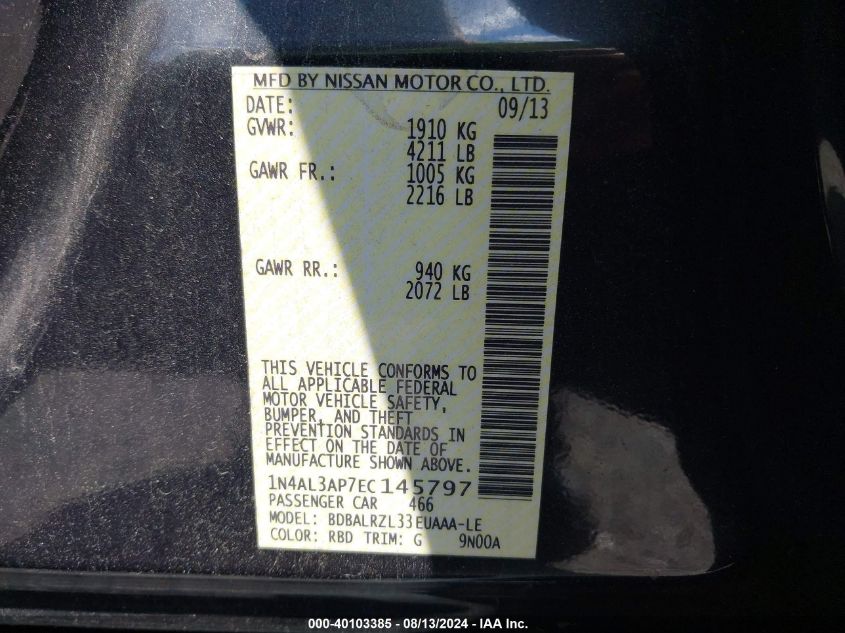 MFD BY NISSAN MOTOR CO., LTD.
DATE: 09/13
GVWR: 1910 KG
4211 LB
GAWR FR.: 1005 KG
2216 LB
GAWR RR.: 940 KG
2072 LB
THIS VEHICLE CONFORMS TO
ALL APPLICABLE FEDERAL
MOTOR VEHICLE SAFETY,
BUMPER, AND THEFT
PREVENTION STANDARDS IN
EFFECT ON THE DATE OF
MANUFACTURE SHOWN ABOVE.
1N4AL3AP7EC145797
PASSENGER CAR 466
MODEL: BDBALRZL33EUAAA-LE
COLOR: RBD TRIM: G 9N00A
000-40103385 - 08/13/2024 - IAA Inc.